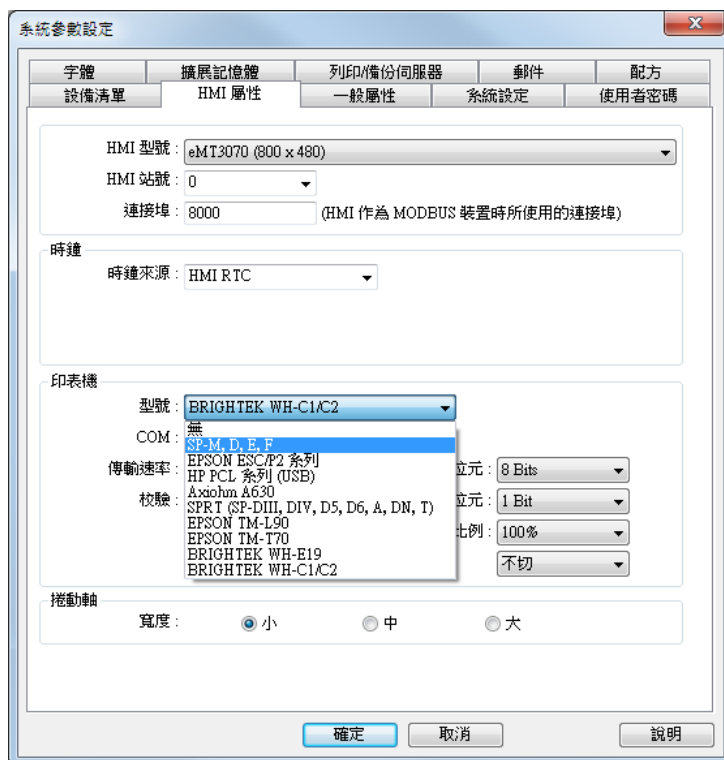 系統參數設定
字體 擴展記憶體 列印/備份伺服器 郵件 配方
設備清單 HMI 屬性 一般屬性 系統設定 使用者密碼
HMI 型號 : eMT3070 (800 x 480)
HMI 站號 : 0
連接埠 : 8000 (HMI 作為 MODBUS 裝置時所使用的連接埠)
時鐘
時鐘來源 : HMI RTC
印表機
型號 : BRIGHTEK WH-C1/C2
無
COM :
SP-M, D, E, F
傳輸速率 : EPSON ESC/P2 系列 位元 : 8 Bits
HP PCL 系列 (USB)
Axiohm A630
校驗 : SPRT (SP-DIII, DIV, D5, D6, A, DN, T) 位元 : 1 Bit
EPSON TM-L90 比例 : 100%
EPSON TM-T70
BRIGHTEK WH-E19
BRIGHTEK WH-C1/C2 不切
捲動軸
寬度 : 小 中 大
確定 取消 說明